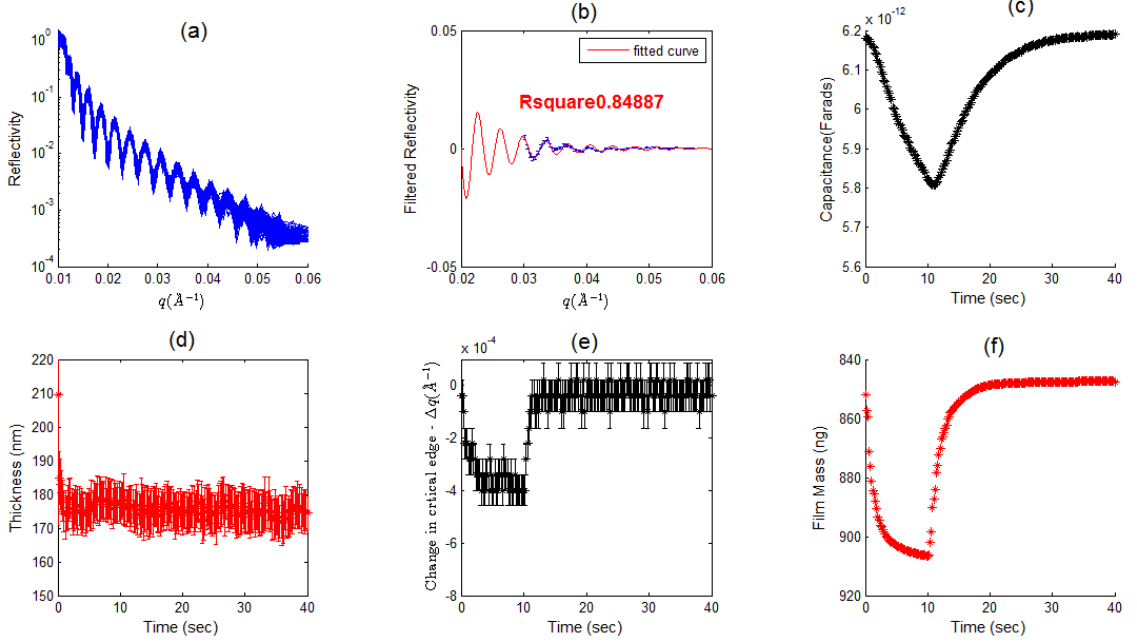 (a)
10^0
10^-1
10^-2
10^-3
10^-4
Reflectivity
0.01 0.02 0.03 0.04 0.05 0.06
q(Å^-1)
(b)
0.05
0
-0.05
Filtered Reflectivity
fitted curve
Rsquare0.84887
0.02 0.03 0.04 0.05 0.06
q(Å^-1)
(c)
x 10^-12
6.2
6.1
6
5.9
5.8
5.7
5.6
Capacitance(Farads)
0 10 20 30 40
Time (sec)
(d)
220
210
200
190
180
170
160
150
Thickness (nm)
0 10 20 30 40
Time (sec)
(e)
x 10^-4
0
-2
-4
-6
-8
Change in crtical edge - Δq(Å^-1)
0 10 20 30 40
Time (sec)
(f)
840
860
880
900
920
Film Mass (ng)
0 10 20 30 40
Time (sec)